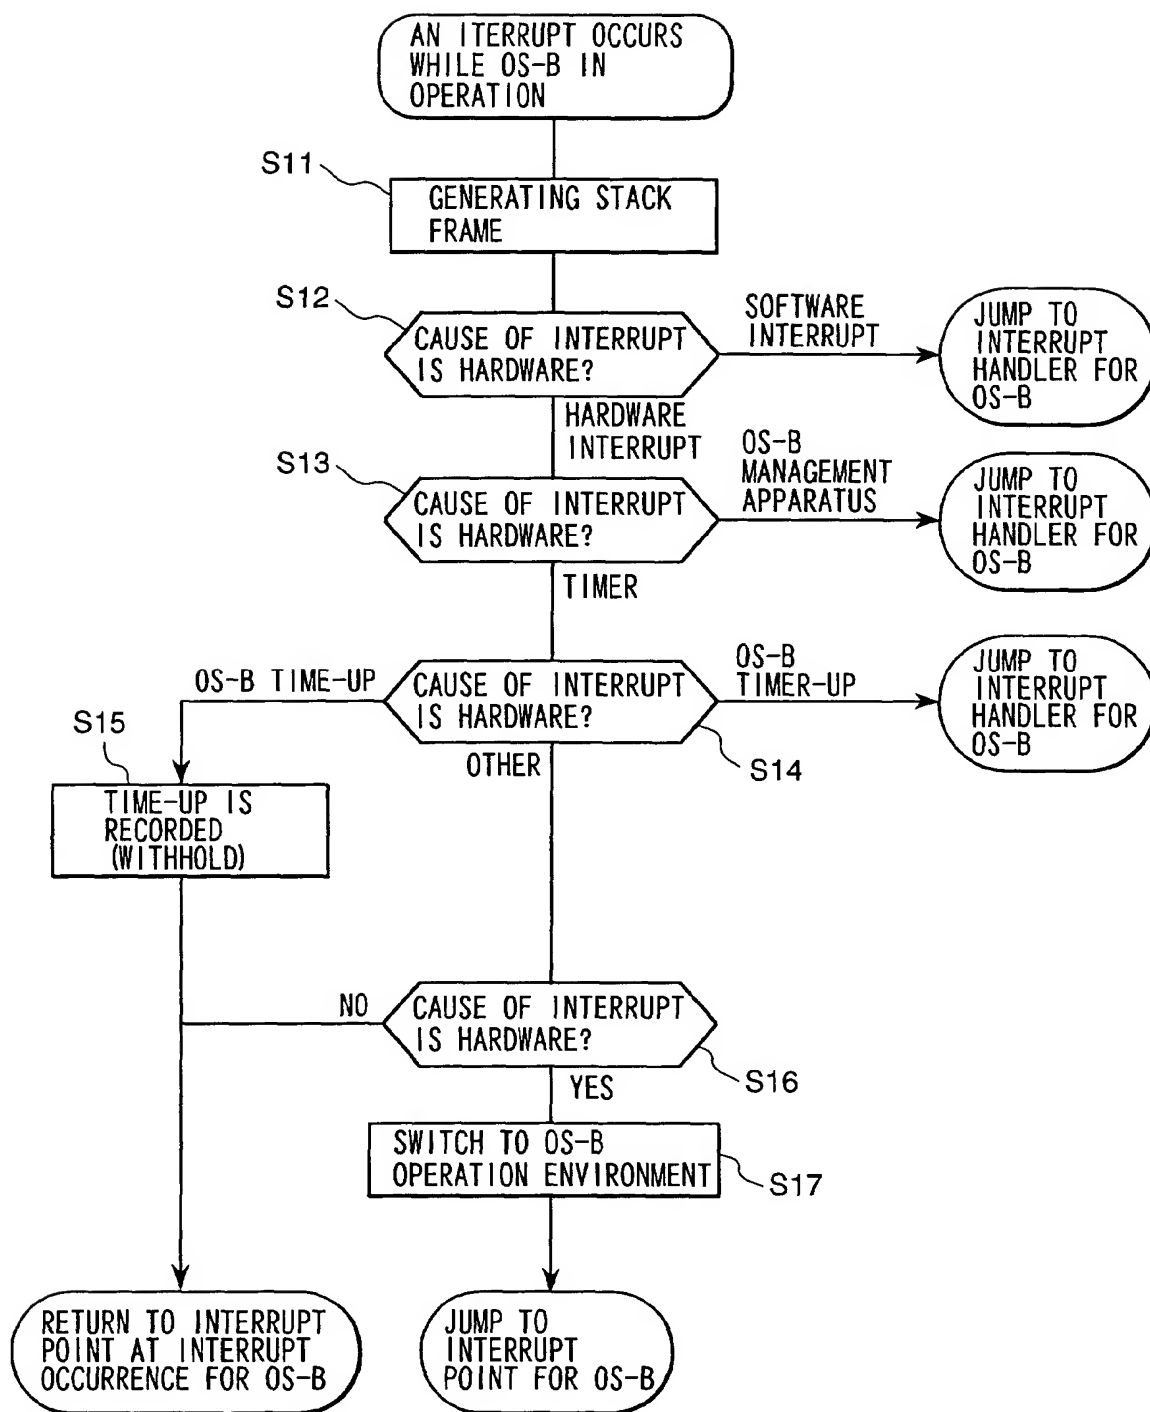 AN ITERRUPT OCCURS
WHILE OS-B IN
OPERATION
S11
GENERATING STACK
FRAME
S12
CAUSE OF INTERRUPT
IS HARDWARE?
SOFTWARE
INTERRUPT
JUMP TO
INTERRUPT
HANDLER FOR
OS-B
HARDWARE
INTERRUPT
S13
CAUSE OF INTERRUPT
IS HARDWARE?
OS-B
MANAGEMENT
APPARATUS
JUMP TO
INTERRUPT
HANDLER FOR
OS-B
TIMER
OS-B TIME-UP
CAUSE OF INTERRUPT
IS HARDWARE?
OS-B
TIMER-UP
JUMP TO
INTERRUPT
HANDLER FOR
OS-B
S14
OTHER
S15
TIME-UP IS
RECORDED
(WITHHOLD)
NO
CAUSE OF INTERRUPT
IS HARDWARE?
S16
YES
SWITCH TO OS-B
OPERATION ENVIRONMENT
S17
RETURN TO INTERRUPT
POINT AT INTERRUPT
OCCURRENCE FOR OS-B
JUMP TO
INTERRUPT
POINT FOR OS-B